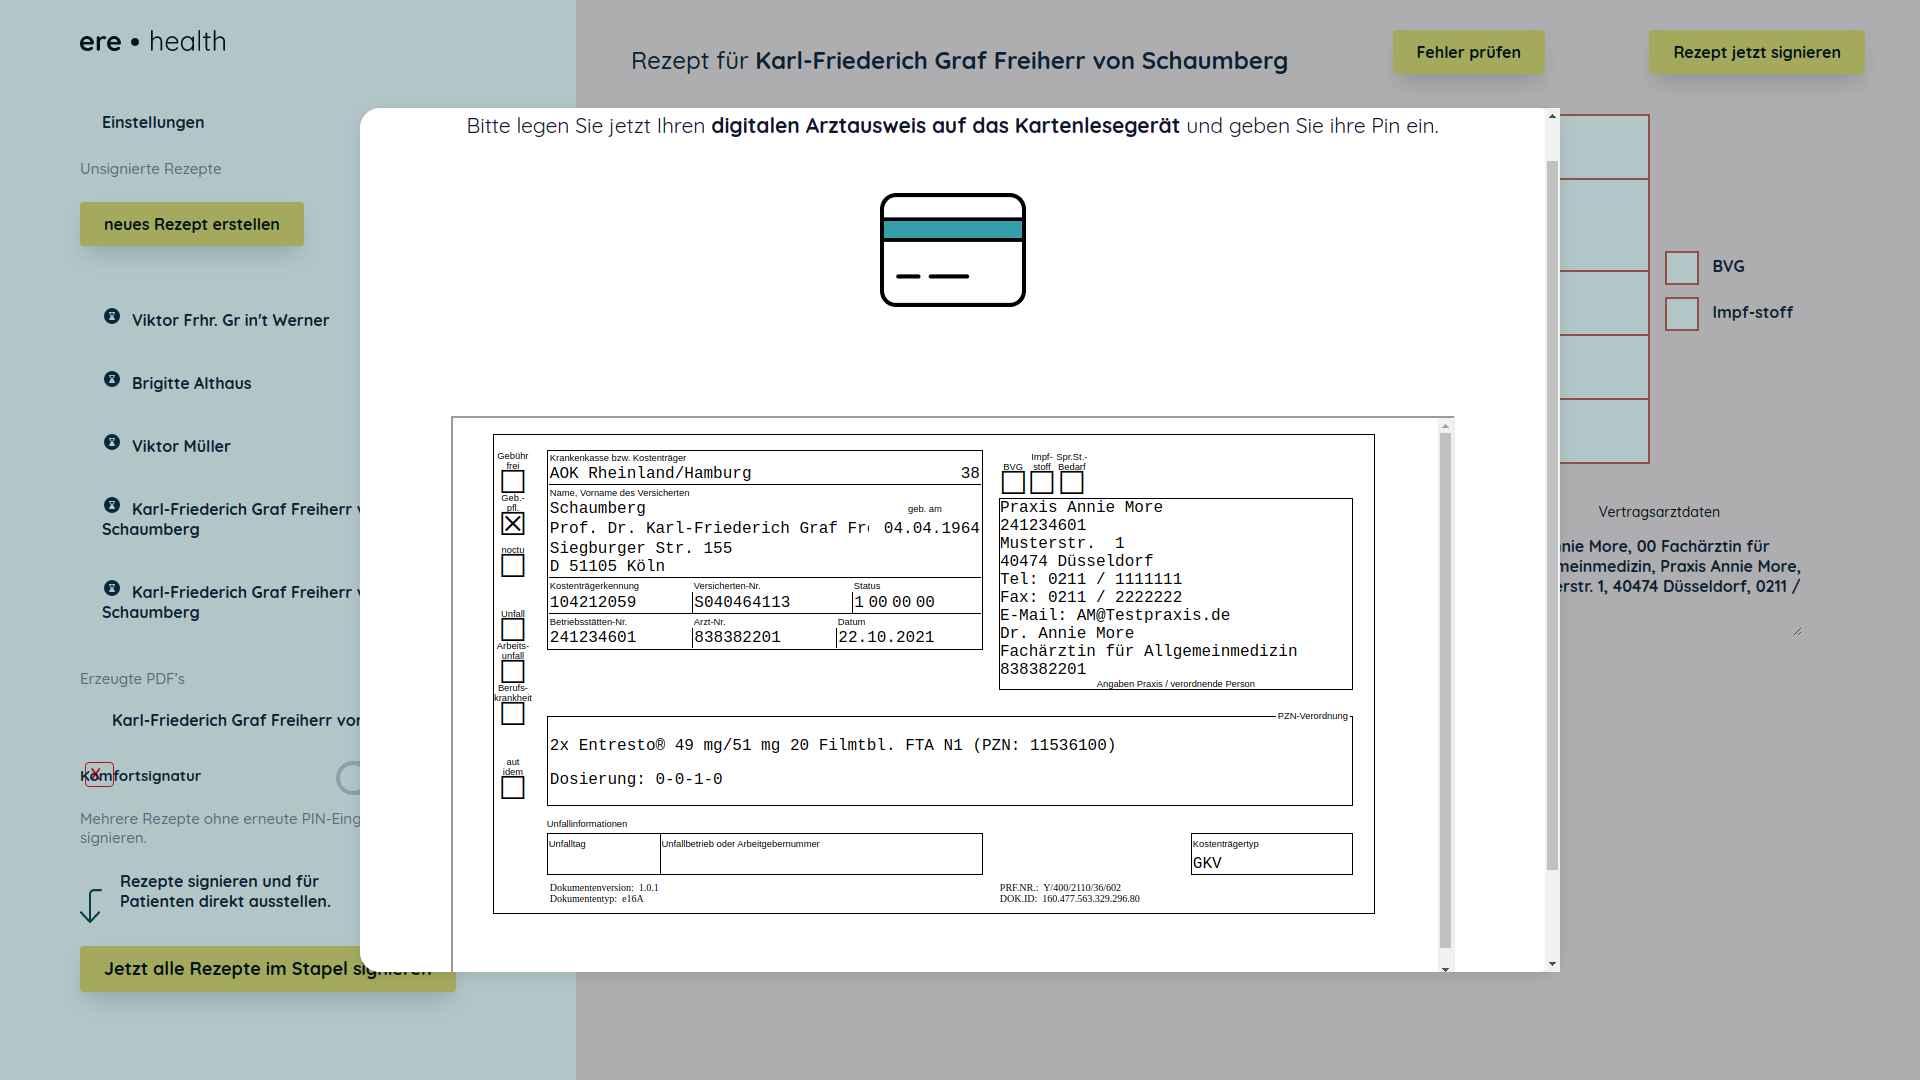 ere • health
Rezept für Karl-Friederich Graf Freiherr von Schaumberg
Fehler prüfen
Rezept jetzt signieren
Einstellungen
Unsignierte Rezepte
neues Rezept erstellen
Viktor Frhr. Gr in't Werner
Brigitte Althaus
Viktor Müller
Karl-Friederich Graf Freiherr
Schaumberg
Karl-Friederich Graf Freiherr
Schaumberg
Erzeugte PDF's
Karl-Friederich Graf Freiherr von
Komfortsignatur
X
Mehrere Rezepte ohne erneute PIN-Eing
signieren.
Rezepte signieren und für
Patienten direkt ausstellen.
Jetzt alle Rezepte im Stapel signieren
Bitte legen Sie jetzt Ihren digitalen Arztausweis auf das Kartenlesegerät und geben Sie ihre Pin ein.
Gebühr
frei
Geb.-
pfl.
noctu
Unfall
Arbeits-
unfall
Berufs-
krankheit
aut
idem
Krankenkasse bzw. Kostenträger
AOK Rheinland/Hamburg 38
Name, Vorname des Versicherten
Schaumberg geb. am
Prof. Dr. Karl-Friederich Graf Fr 04.04.1964
Siegburger Str. 155
D 51105 Köln
Kostenträgerkennung Versicherten-Nr. Status
104212059 S040464113 1 00 00 00
Betriebsstätten-Nr. Arzt-Nr. Datum
241234601 838382201 22.10.2021
BVG Impf-stoff Spr.St.-Bedarf
Praxis Annie More
241234601
Musterstr. 1
40474 Düsseldorf
Tel: 0211 / 1111111
Fax: 0211 / 2222222
E-Mail: AM@Testpraxis.de
Dr. Annie More
Fachärztin für Allgemeinmedizin
838382201
Angaben Praxis / verordnende Person
PZN-Verordnung
2x Entresto® 49 mg/51 mg 20 Filmtbl. FTA N1 (PZN: 11536100)
Dosierung: 0-0-1-0
Unfallinformationen
Unfalltag Unfallbetrieb oder Arbeitgebernummer
Kostenträgertyp
GKV
Dokumentenversion: 1.0.1
Dokumententyp: e16A
PRF.NR.: Y/400/2110/36/602
DOK.ID: 160.477.563.329.296.80
BVG
Impf-stoff
Vertragsarztdaten
nnie More, 00 Fachärztin für
meinmedizin, Praxis Annie More,
erstr. 1, 40474 Düsseldorf, 0211 /